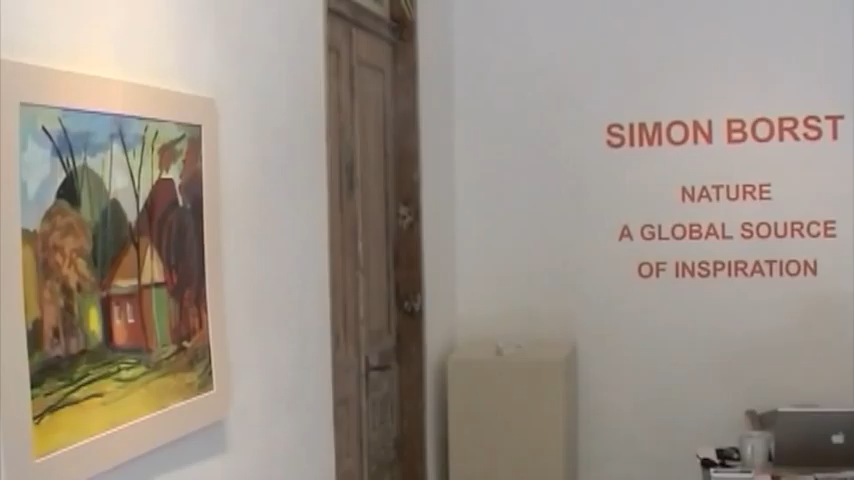 SIMON BORST
NATURE
A GLOBAL SOURCE
OF INSPIRATION